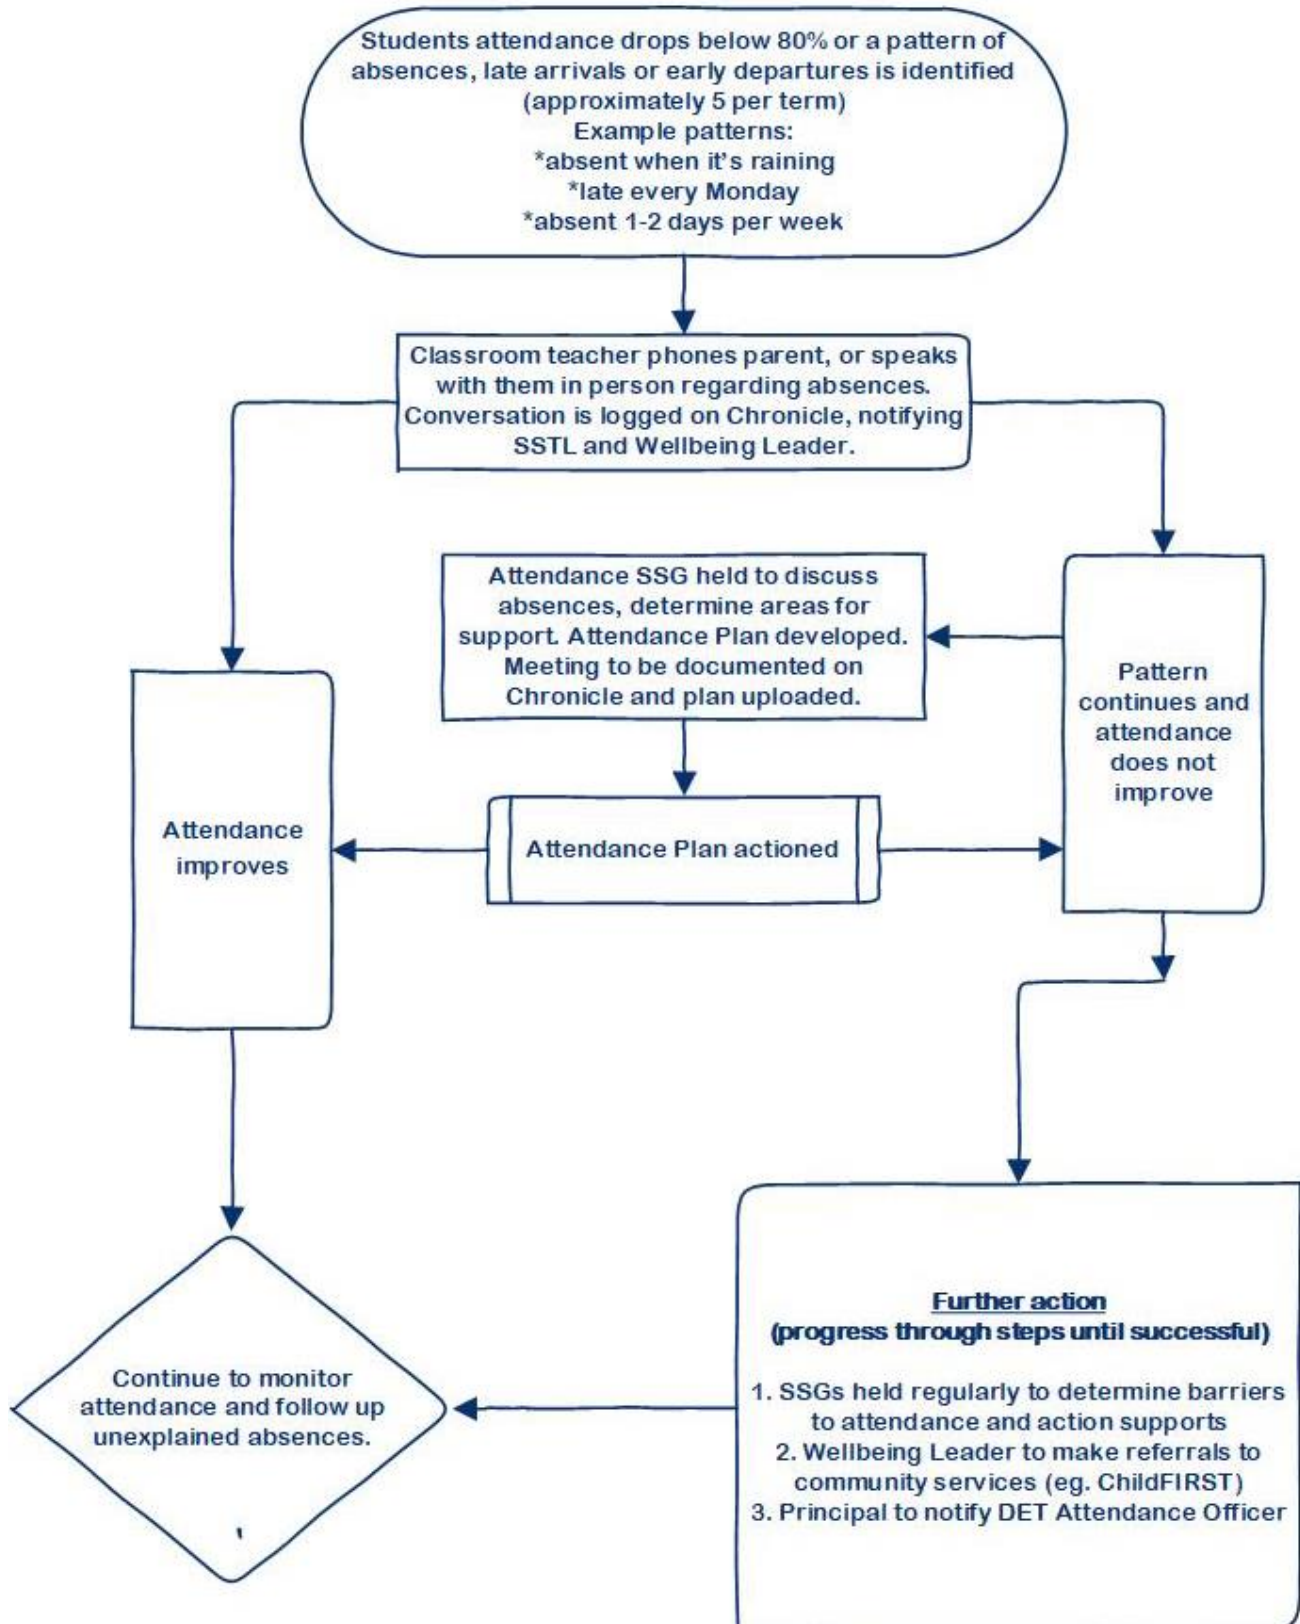 Students attendance drops below 80% or a pattern of
absences, late arrivals or early departures is identified
(approximately 5 per term)
Example patterns:
*absent when it's raining
*late every Monday
*absent 1-2 days per week
Classroom teacher phones parent, or speaks
with them in person regarding absences.
Conversation is logged on Chronicle, notifying
SSTL and Wellbeing Leader.
Attendance SSG held to discuss
absences, determine areas for
support. Attendance Plan developed.
Meeting to be documented on
Chronicle and plan uploaded.
Pattern
continues and
attendance
does not
improve
Attendance
improves
Attendance Plan actioned
Further action
(progress through steps until successful)
1. SSGs held regularly to determine barriers
to attendance and action supports
2. Wellbeing Leader to make referrals to
community services (eg. ChildFIRST)
3. Principal to notify DET Attendance Officer
Continue to monitor
attendance and follow up
unexplained absences.
,